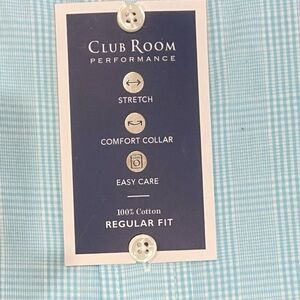 CLUB ROOM
PERFORMANCE
STRETCH
COMFORT COLLAR
EASY CARE
100% Cotton
REGULAR FIT